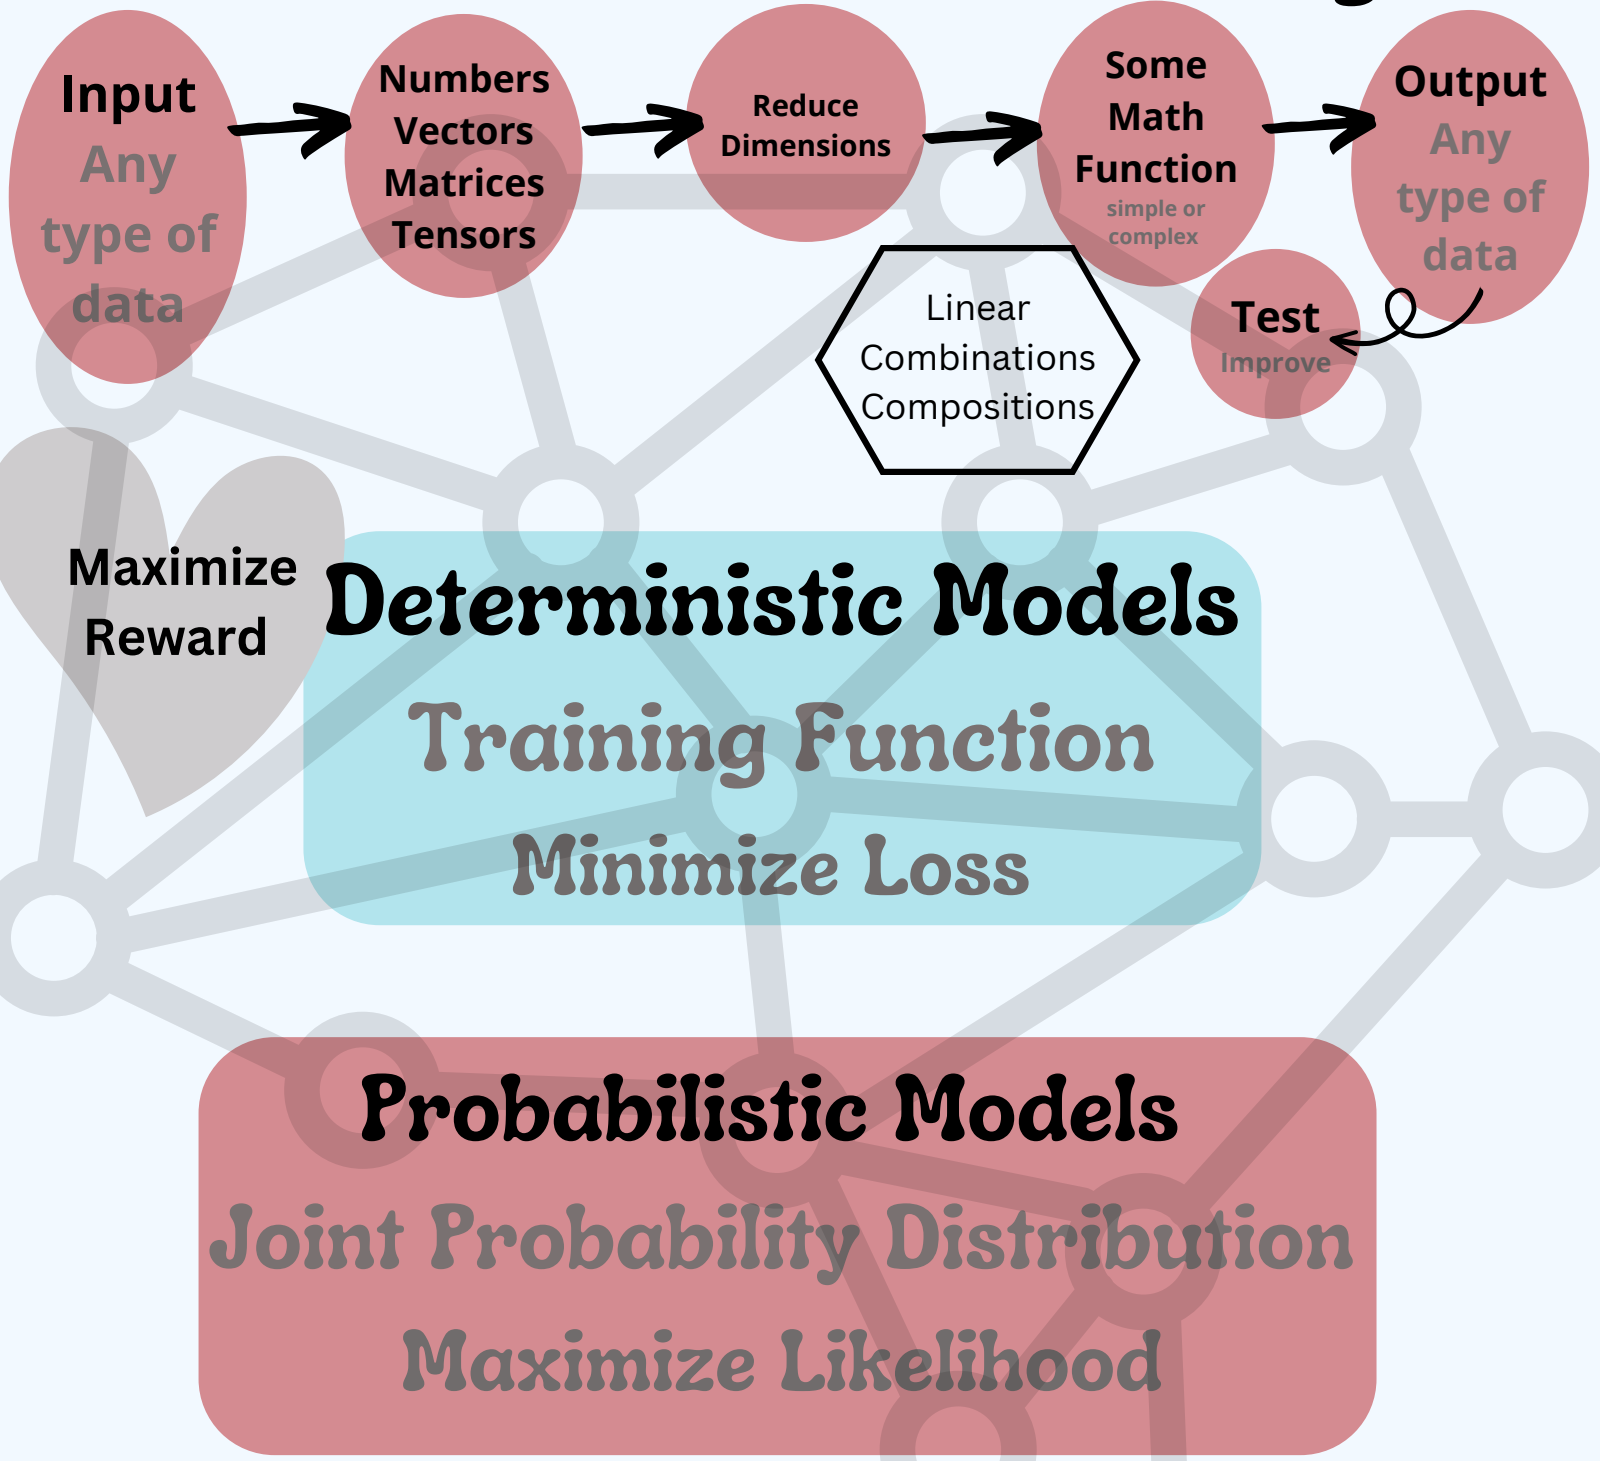 Input
Any
type of
data
Numbers
Vectors
Matrices
Tensors
Reduce
Dimensions
Some
Math
Function
simple or
complex
Output
Any
type of
data
Linear
Combinations
Compositions
Test
Improve
Maximize
Reward
Deterministic Models
Training Function
Minimize Loss
Probabilistic Models
Joint Probability Distribution
Maximize Likelihood